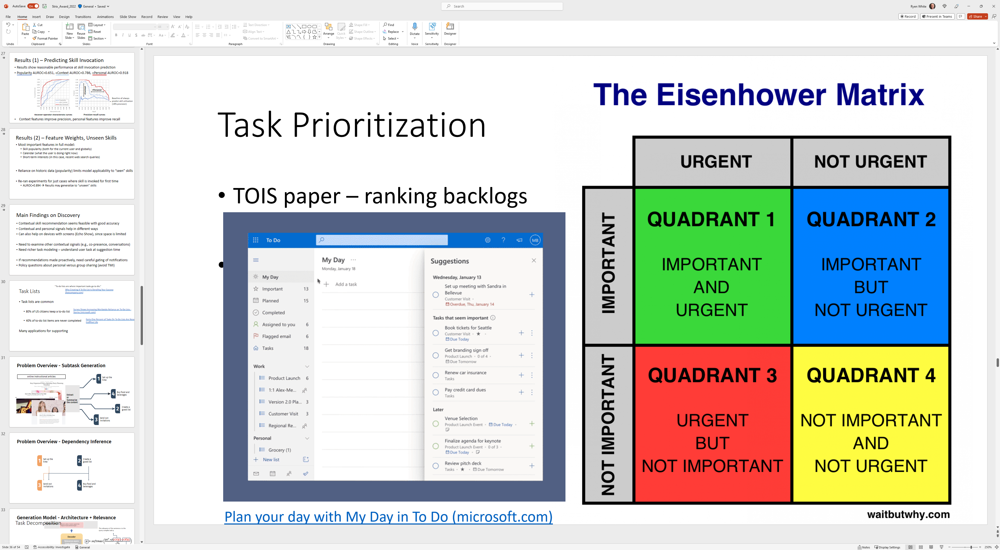 AutoSave On Strix_Award_2022 General • Saved Search Ryen White
File Home Insert Draw Design Transitions Animations Slide Show Record Review View Help Record Present in Teams Share
Undo
Paste
Cut
Copy
Format Painter
Clipboard
New Slide
Reuse Slides
Layout
Reset
Section
Slides
44
Font
Text Direction
Align Text
Convert to SmartArt
Paragraph
Arrange
Quick Styles
Shape Fill
Shape Outline
Shape Effects
Drawing
Find
Replace
Select
Editing
Dictate
Voice
Sensitivity
Sensitivity
Designer
Designer
27
Results (1) – Predicting Skill Invocation
• Results show reasonable performance at skill invocation prediction
• Popularity AUROC=0.651, +Context AUROC=0.786, +Personal AUROC=0.918
+Context
+Personal
Baseline of always
predict skill utilization
(19% precision)
Receiver-operator characteristic curves
Precision-recall curves
• Context features improve precision, personal features improve recall
28
Results (2) – Feature Weights, Unseen Skills
• Most important features in full model:
• Skill popularity (both for the current user and globally)
• Calendar (what the user is doing right now)
• Short-term interests (in this case, recent web search queries)
• Reliance on historic data (popularity) limits model applicability to “seen” skills
• Re-ran experiments for just cases where skill is invoked for first time
• AUROC=0.894 → Results may generalize to “unseen” skills
29
Main Findings on Discovery
• Contextual skill recommendation seems feasible with good accuracy
• Contextual and personal signals help in different ways
• Can also help on devices with screens (Echo Show), since space is limited
• Need to examine other contextual signals (e.g., co-presence, conversations)
• Need richer task modeling – understand user task at suggestion time
• If recommendations made proactively, need careful gating of notifications
• Policy questions about personal versus group sharing (avoid TMI)
30
Task Lists
"To-do lists are where important tasks go to die."
Why Creating A To-Do List Is Derailing Your Success
(fastcompany.com)
• Task lists are common
• 80% of US citizens keep a to-do list
Survey Shows Increasing Worldwide Reliance on To-Do Lists -
Stories (microsoft.com)
• 40% of to-do list items are never completed
Forty-One Percent of Tasks On To-Do Lists Are Neve
HuffPost Life
Many applications for supporting
31
Problem Overview - Subtask Generation
online instructional articles
Extract
or
Summarize
the content
1 Set up the
time
4 Buy food and
beverages
2 Create a
guest list
3 Send out
invitations
32
Problem Overview - Dependency Inference
1 Set up the
time
2 Create a
guest list
3 Send out
invitations
4 Buy food and
beverages
33
Generation Model - Architecture + Relevance
Task Decomposition
The relevance of the sentence s to the
query complex task q
Decoder
Task Prioritization
• TOIS paper – ranking backlogs
•
To Do
MB
My Day
Important 13
Planned 15
Completed
Assigned to you 6
Flagged email 6
Tasks 18
Work
Product Launch 6
1:1 Alex-Me...
Version 2.0 Pla... 3
Customer Visit 3
Regional Re...
Personal
Grocery (1)
New list
My Day ...
Monday, January 18
Add a task
Suggestions
Wednesday, January 13
Set up meeting with Sandra in
Bellevue
Customer Visit •
Overdue, Thu, January 14
Tasks that seem important
Book tickets for Seattle
Customer Visit • ★ •
Due Today
Get branding sign off
Product Launch • 0 of 4 •
Due Tomorrow
Renew car insurance
Tasks
Pay credit card dues
Tasks
Later
Venue Selection
Product Launch Event • Due Today •
Finalize agenda for keynote
Product Launch Event • 0 of 3 •
Due Today •
Review pitch deck
Tasks • ★ • Due Tomorrow
Plan your day with My Day in To Do (microsoft.com)
The Eisenhower Matrix
URGENT
NOT URGENT
IMPORTANT
QUADRANT 1
IMPORTANT
AND
URGENT
QUADRANT 2
IMPORTANT
BUT
NOT URGENT
NOT IMPORTANT
QUADRANT 3
URGENT
BUT
NOT IMPORTANT
QUADRANT 4
NOT IMPORTANT
AND
NOT URGENT
waitbutwhy.com
Slide 36 of 54 Accessibility: Investigate General Notes Display Settings 250%